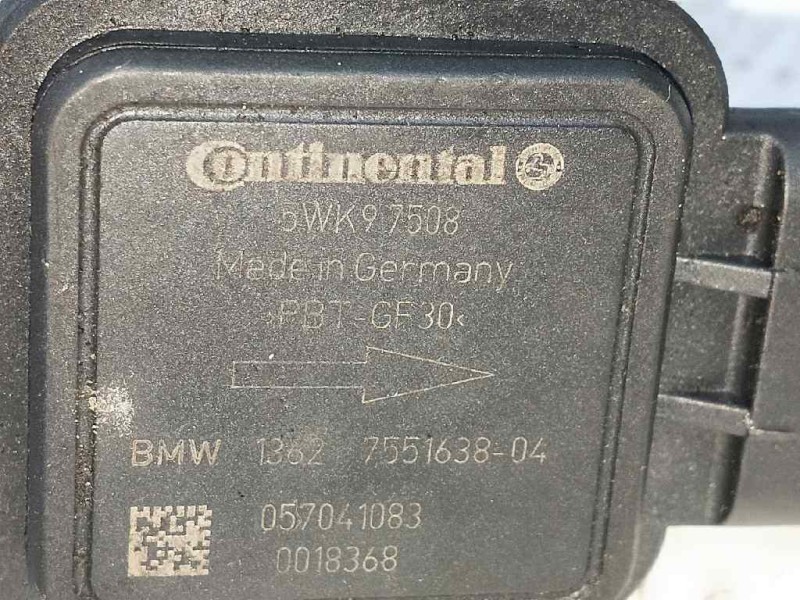 Continental
5WK9 7508
Made in Germany
>PBT-GF30<
BMW 1362 7551638-04
057041083
0018368